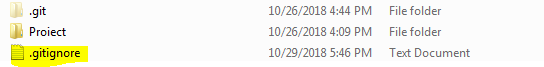 .git 10/26/2018 4:44 PM File folder
Project 10/26/2018 4:09 PM File folder
.gitignore 10/29/2018 5:46 PM Text Document